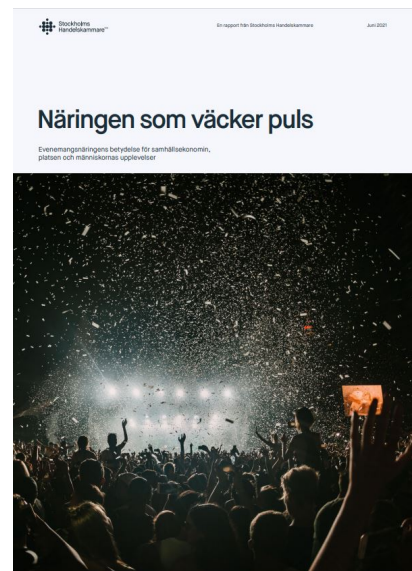 Stockholms
Handelskammare
En rapport från Stockholms Handelskammare
Juni 2021
Näringen som väcker puls
Evenemangsnäringens betydelse för samhällsekonomin,
platsen och människornas upplevelser